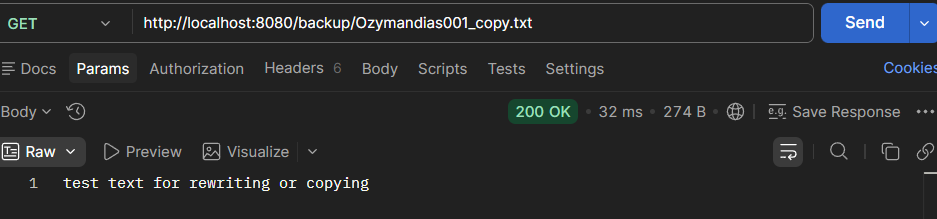 GET http://localhost:8080/backup/Ozymandias001_copy.txt Send
Docs Params Authorization Headers 6 Body Scripts Tests Settings Cookies
Body 200 OK • 32 ms • 274 B • e.g. Save Response
Raw Preview Visualize
1 test text for rewriting or copying